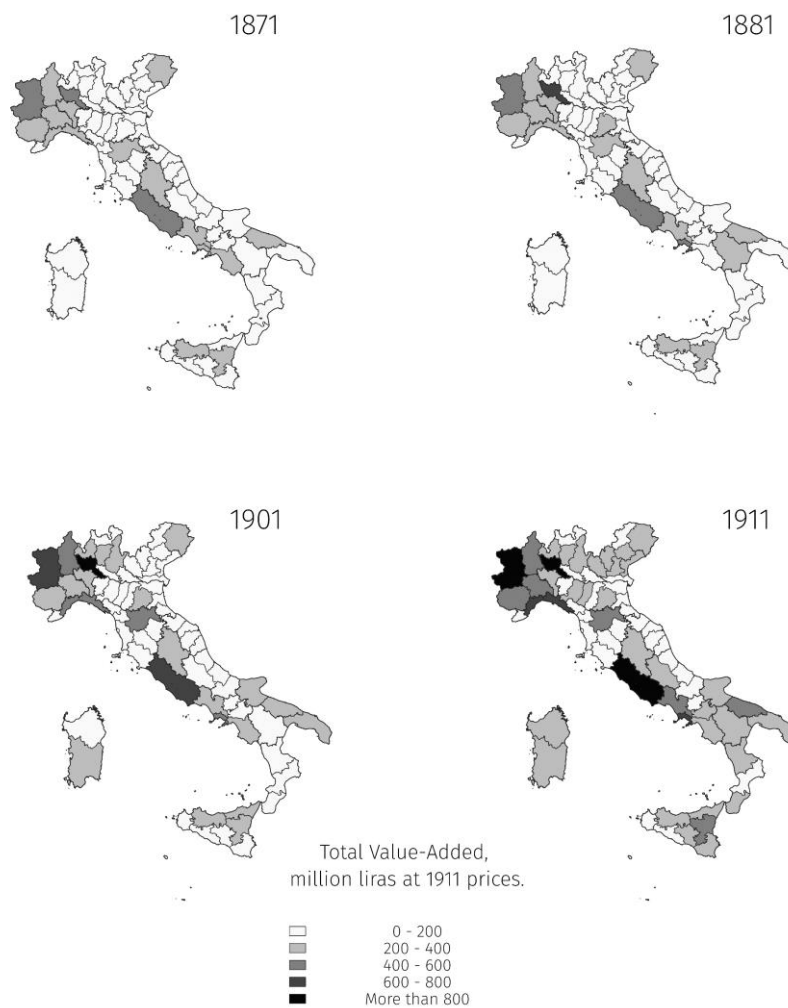 1871
1881
1901
1911
Total Value-Added,
million liras at 1911 prices.
0 - 200
200 - 400
400 - 600
600 - 800
More than 800